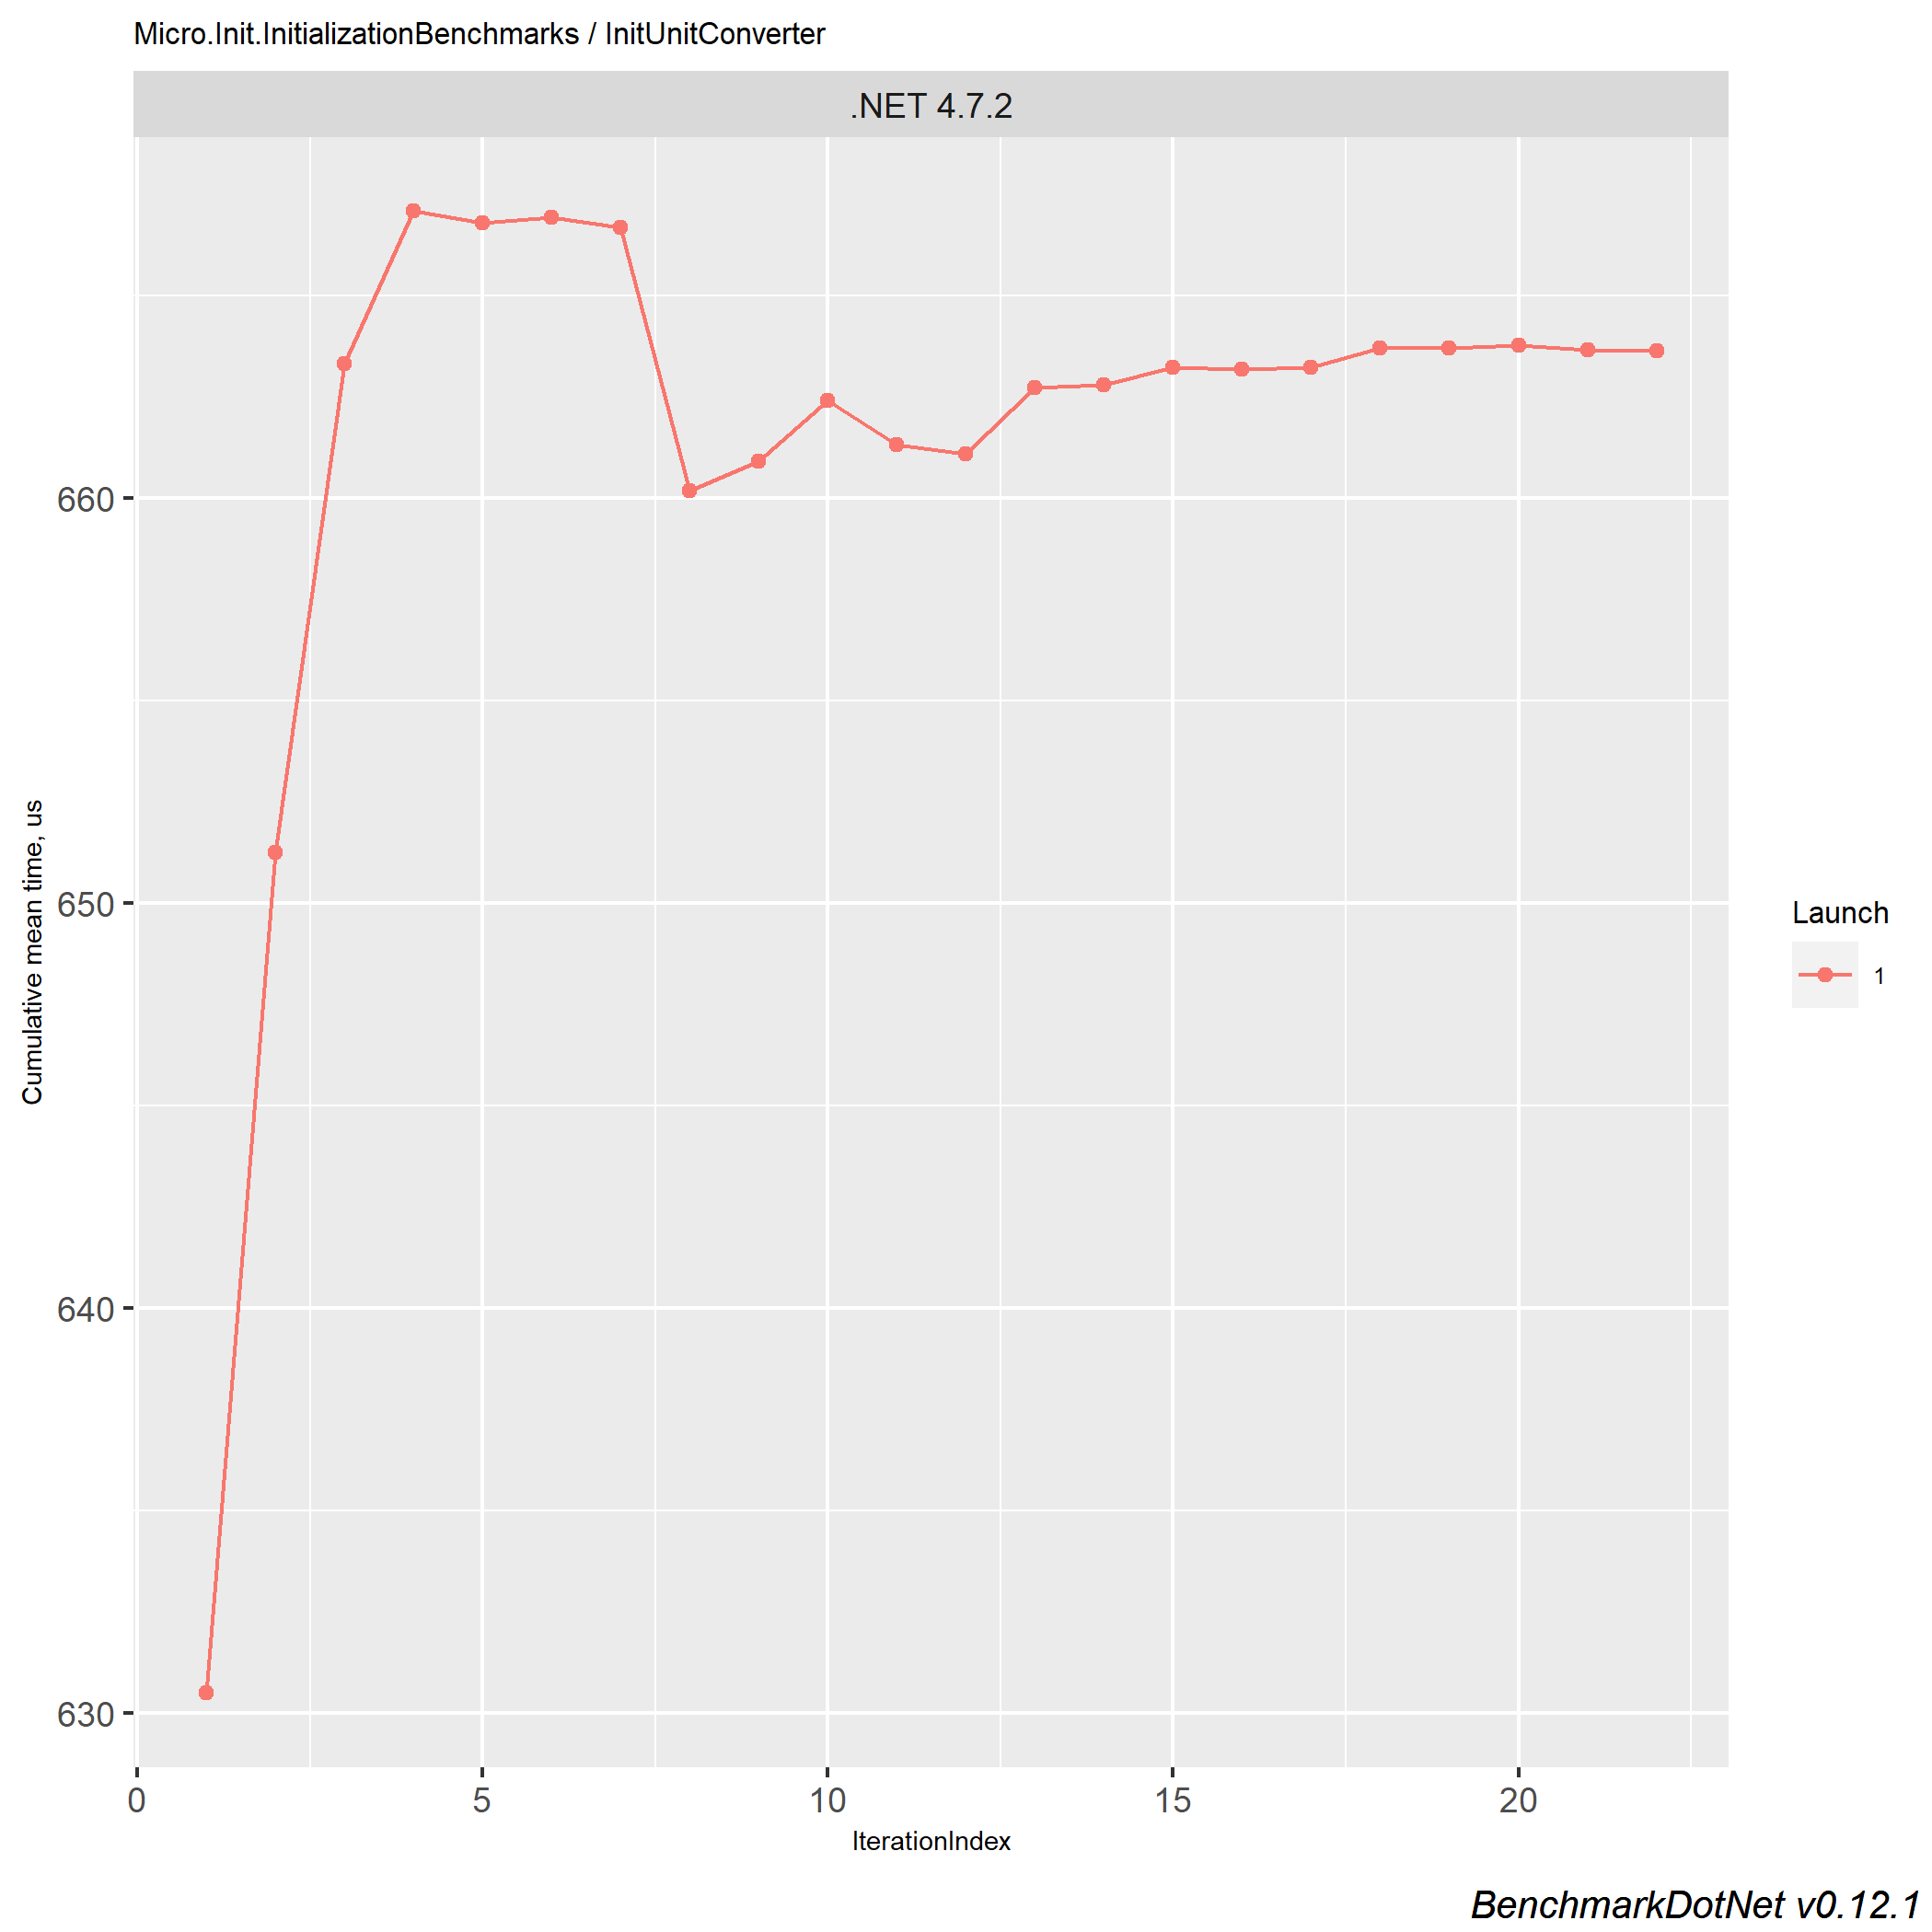 Micro.Init.InitializationBenchmarks / InitUnitConverter
.NET 4.7.2
Cumulative mean time, us
660
650
640
630
0 5 10 15 20
IterationIndex
Launch
1
BenchmarkDotNet v0.12.1